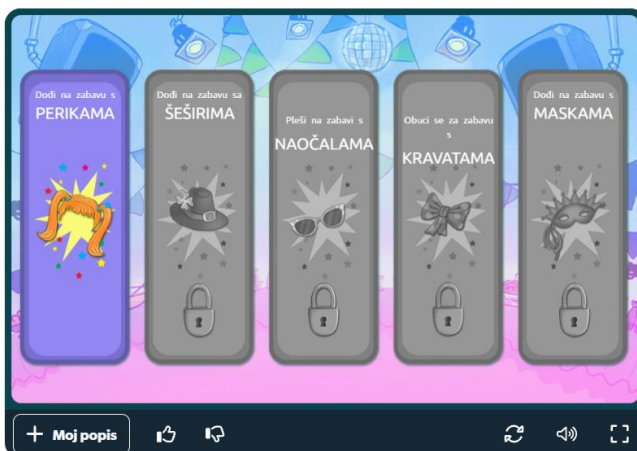 Dođi na zabavu s
PERIKAMA
Dođi na zabavu sa
ŠEŠIRIMA
Pleši na zabavi s
NAOČALAMA
Obuci se za zabavu
s
KRAVATAMA
Dođi na zabavu s
MASKAMA
Moj popis